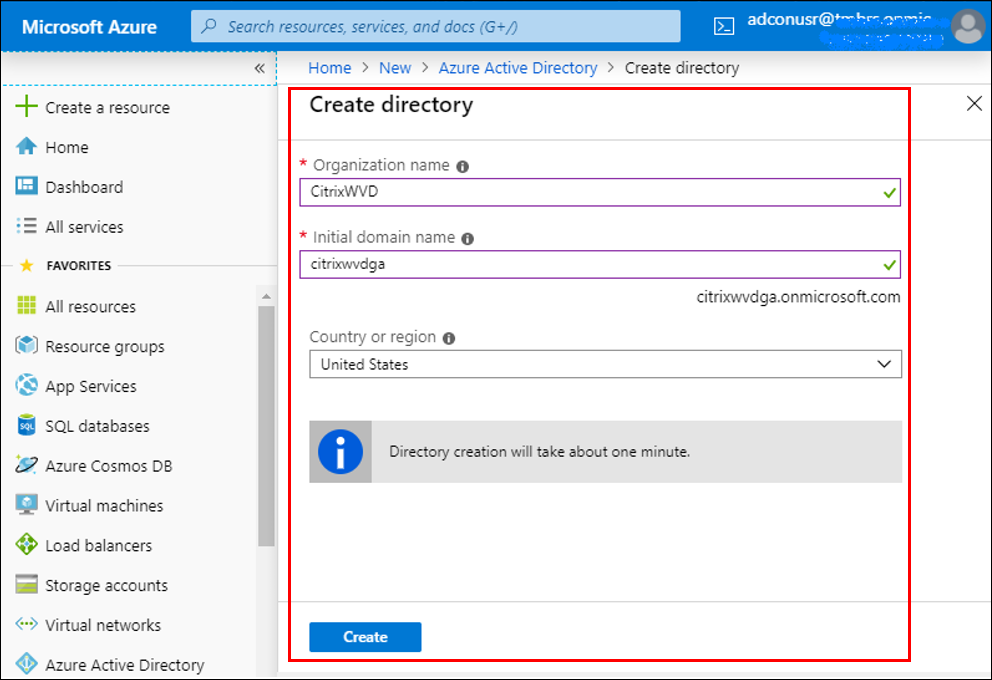 Microsoft Azure
Search resources, services, and docs (G+/)
«
Home > New > Azure Active Directory > Create directory
Create a resource
Home
Dashboard
All services
FAVORITES
All resources
Resource groups
App Services
SQL databases
Azure Cosmos DB
Virtual machines
Load balancers
Storage accounts
Virtual networks
Azure Active Directory
Create directory
* Organization name
CitrixWVD
* Initial domain name
citrixwvdga
citrixwvdga.onmicrosoft.com
Country or region
United States
Directory creation will take about one minute.
Create